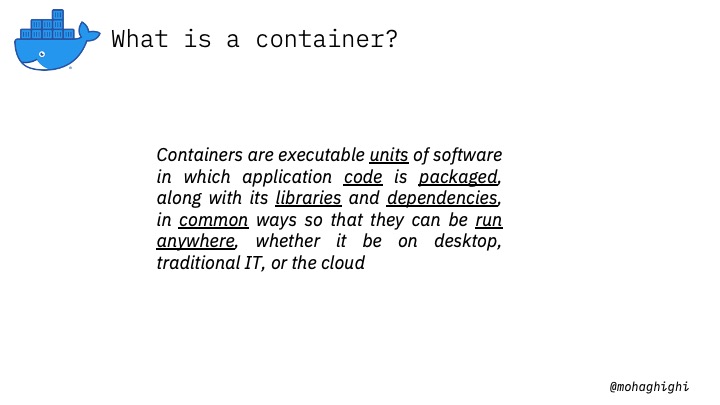 What is a container?
Containers are executable units of software
in which application code is packaged,
along with its libraries and dependencies,
in common ways so that they can be run
anywhere, whether it be on desktop,
traditional IT, or the cloud
@mohaghighi